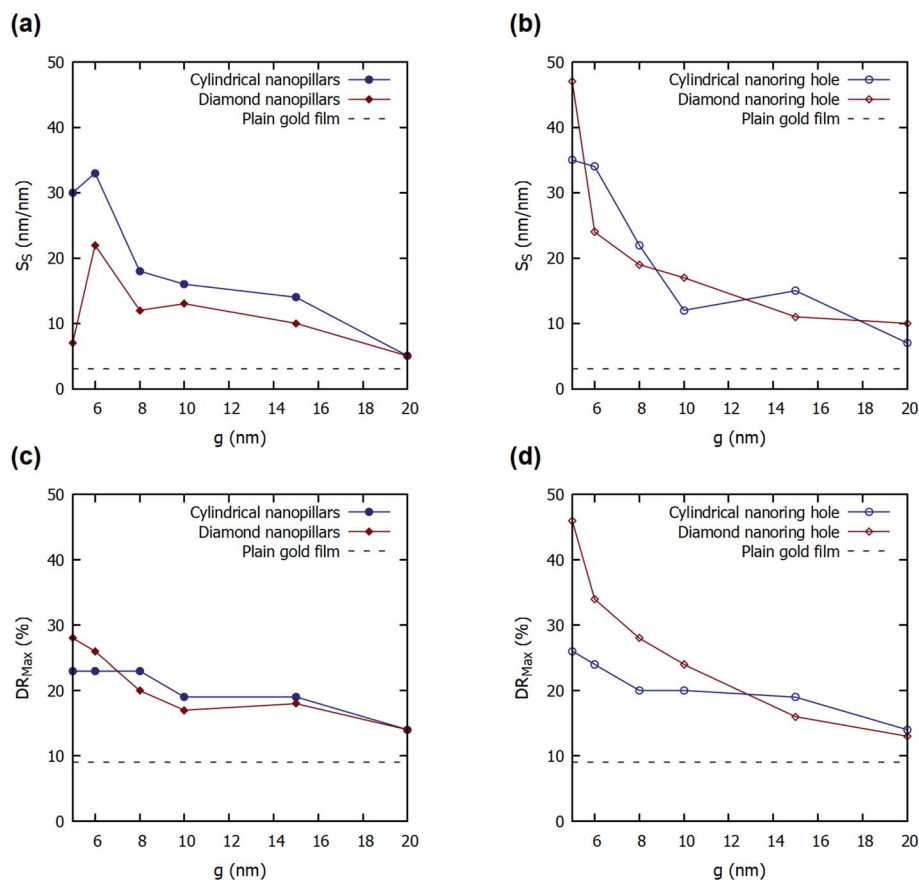 (a)
50
40
30
20
10
0
S_S (nm/nm)
Cylindrical nanopillars
Diamond nanopillars
Plain gold film
6 8 10 12 14 16 18 20
g (nm)
(b)
50
40
30
20
10
0
S_S (nm/nm)
Cylindrical nanoring hole
Diamond nanoring hole
Plain gold film
6 8 10 12 14 16 18 20
g (nm)
(c)
50
40
30
20
10
0
DR_Max (%)
Cylindrical nanopillars
Diamond nanopillars
Plain gold film
6 8 10 12 14 16 18 20
g (nm)
(d)
50
40
30
20
10
0
DR_Max (%)
Cylindrical nanoring hole
Diamond nanoring hole
Plain gold film
6 8 10 12 14 16 18 20
g (nm)